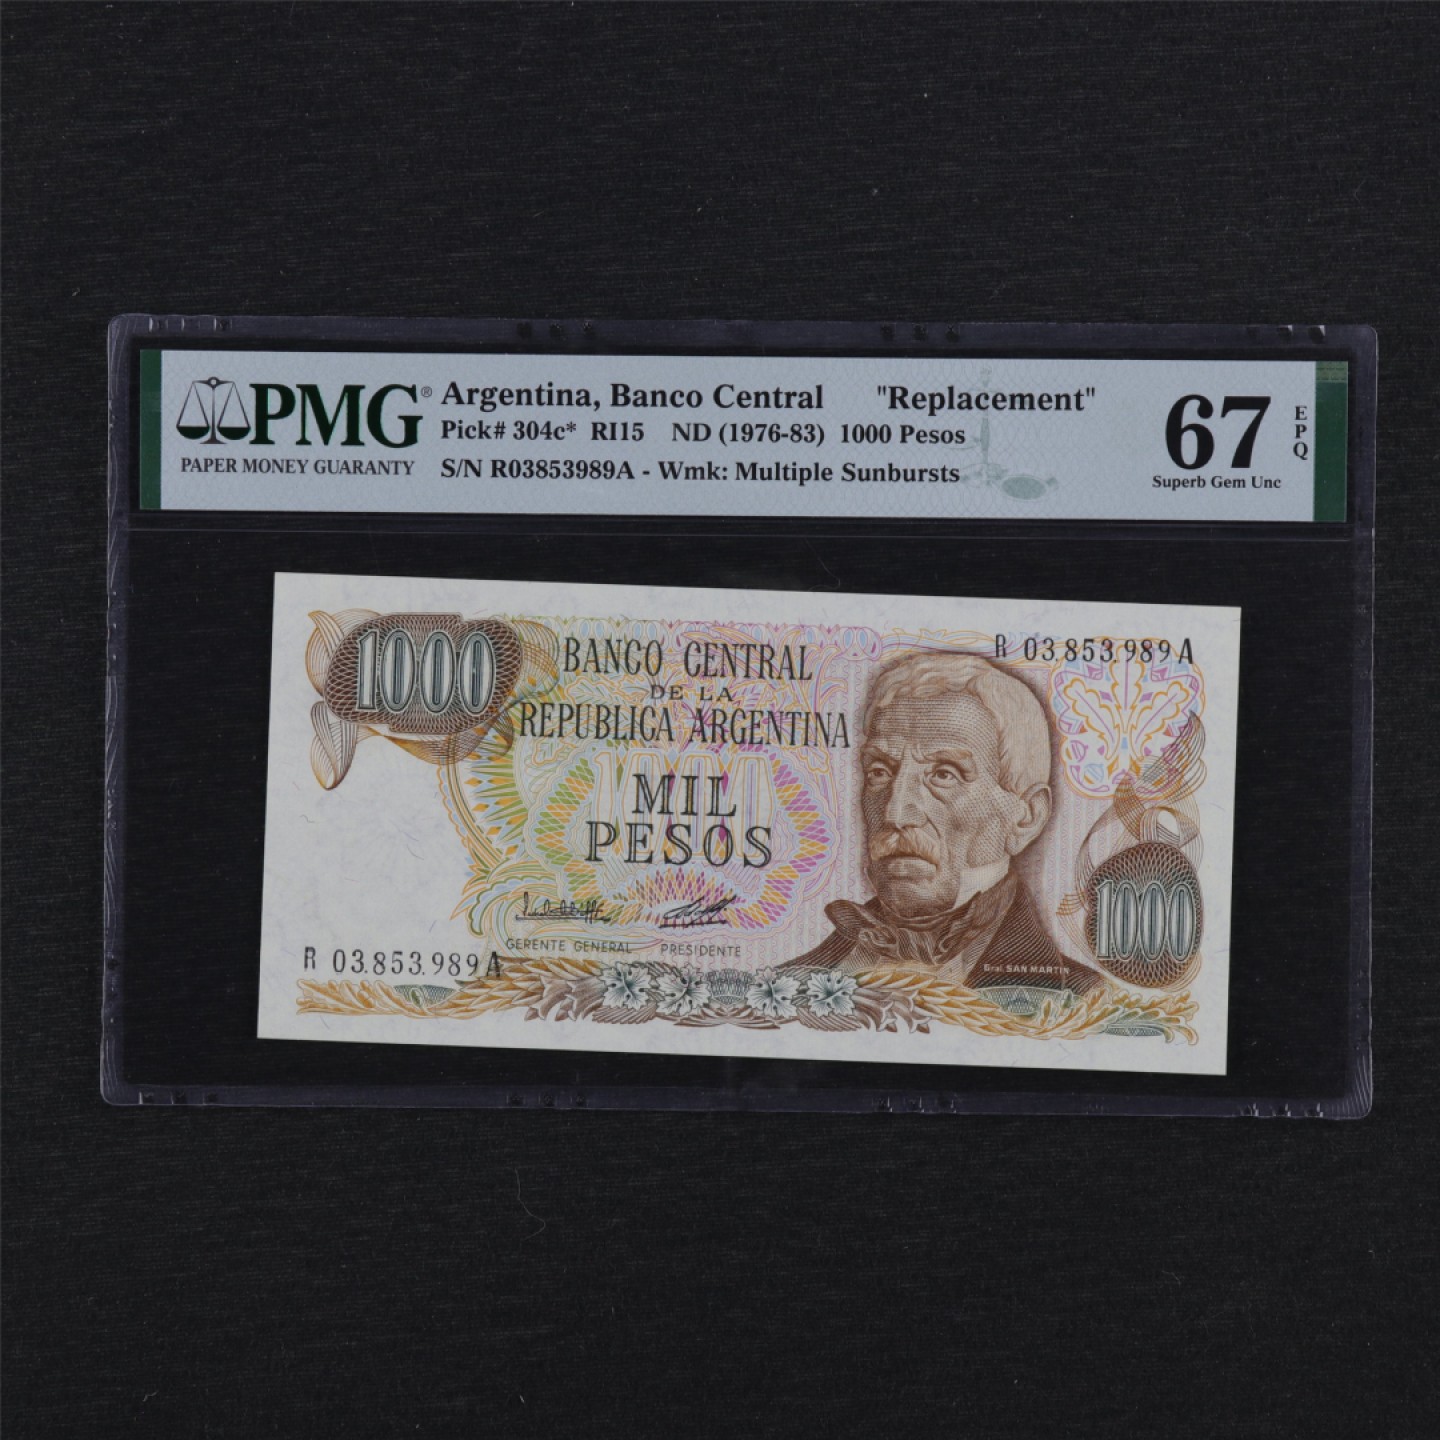 PMG®
PAPER MONEY GUARANTY
Argentina, Banco Central "Replacement"
Pick# 304c* RI15 ND (1976-83) 1000 Pesos
S/N R03853989A - Wmk: Multiple Sunbursts
67
EPQ
Superb Gem Unc
1000
BANCO CENTRAL
DE LA
REPUBLICA ARGENTINA
R 03.853.989 A
1000
MIL
PESOS
GERENTE GENERAL PRESIDENTE
R 03.853.989 A
Gral. SAN MARTIN
1000